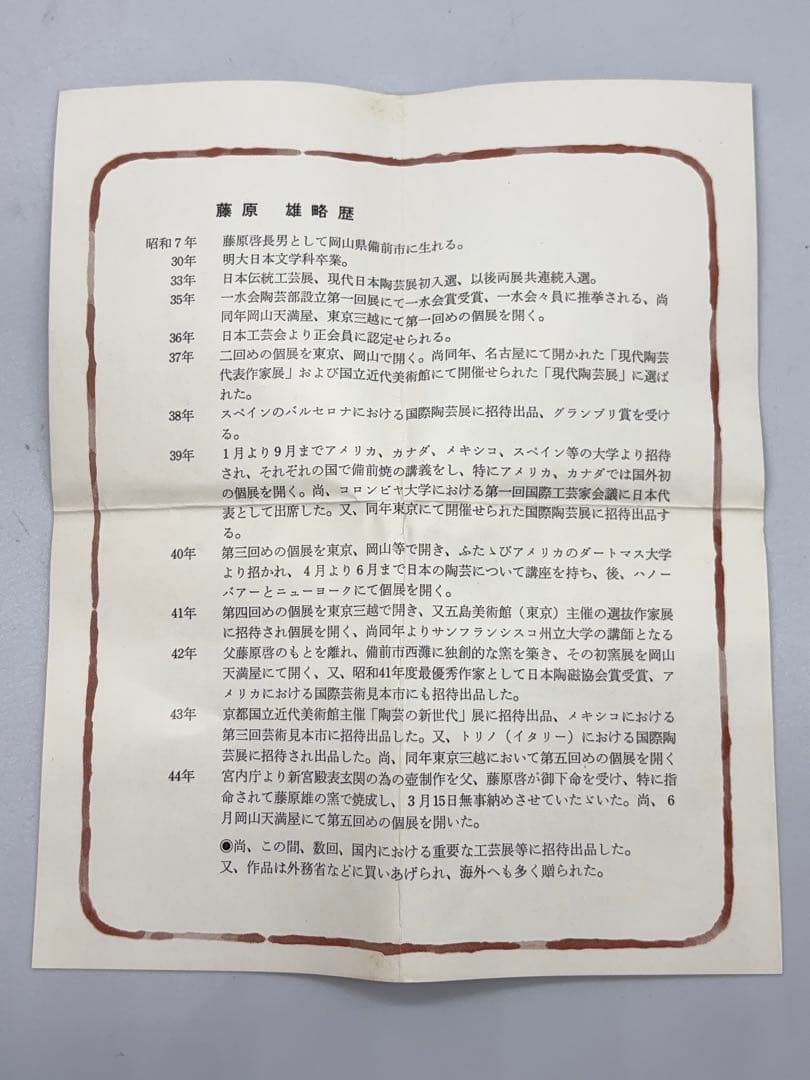 藤原　雄略歴
昭和7年　藤原啓長男として岡山県備前市に生れる。
30年　明大日本文学科卒業。
33年　日本伝統工芸展、現代日本陶芸展初入選、以後両展共連続入選。
35年　一水会陶芸部設立第一回展にて一水会賞受賞、一水会々員に推挙される、尚
同年岡山天満屋、東京三越にて第一回めの個展を開く。
36年　日本工芸会より正会員に認定せられる。
37年　二回めの個展を東京、岡山で開く。尚同年、名古屋にて開かれた「現代陶芸
代表作家展」および国立近代美術館にて開催せられた「現代陶芸展」に選ば
れた。
38年　スペインのバルセロナにおける国際陶芸展に招待出品、グランプリ賞を受け
る。
39年　1月より9月までアメリカ、カナダ、メキシコ、スペイン等の大学より招待
され、それぞれの国で備前焼の講義をし、特にアメリカ、カナダでは国外初
の個展を開く。尚、コロンビヤ大学における第一回国際工芸家会議に日本代
表として出席した。又、同年東京にて開催せられた国際陶芸展に招待出品す
る。
40年　第三回めの個展を東京、岡山等で開き、ふたゝびアメリカのダートマス大学
より招かれ、4月より6月まで日本の陶芸について講座を持ち、後、ハノー
バアーとニューヨークにて個展を開く。
41年　第四回めの個展を東京三越で開き、又五島美術館（東京）主催の選抜作家展
に招待され個展を開く、尚同年よりサンフランシスコ州立大学の講師となる
42年　父藤原啓のもとを離れ、備前市西灘に独創的な窯を築き、その初窯展を岡山
天満屋にて開く、又、昭和41年度最優秀作家として日本陶磁協会賞受賞、ア
メリカにおける国際芸術見本市にも招待出品した。
43年　京都国立近代美術館主催「陶芸の新世代」展に招待出品、メキシコにおける
第三回芸術見本市に招待出品した。又、トリノ（イタリー）における国際陶
芸展に招待され出品した。尚、同年東京三越において第五回めの個展を開く
44年　宮内庁より新宮殿表玄関の為の壺制作を父、藤原啓が御下命を受け、特に指
命されて藤原雄の窯で焼成し、3月15日無事納めさせていたゞいた。尚、6
月岡山天満屋にて第五回めの個展を開いた。
◉尚、この間、数回、国内における重要な工芸展等に招待出品した。
又、作品は外務省などに買いあげられ、海外へも多く贈られた。